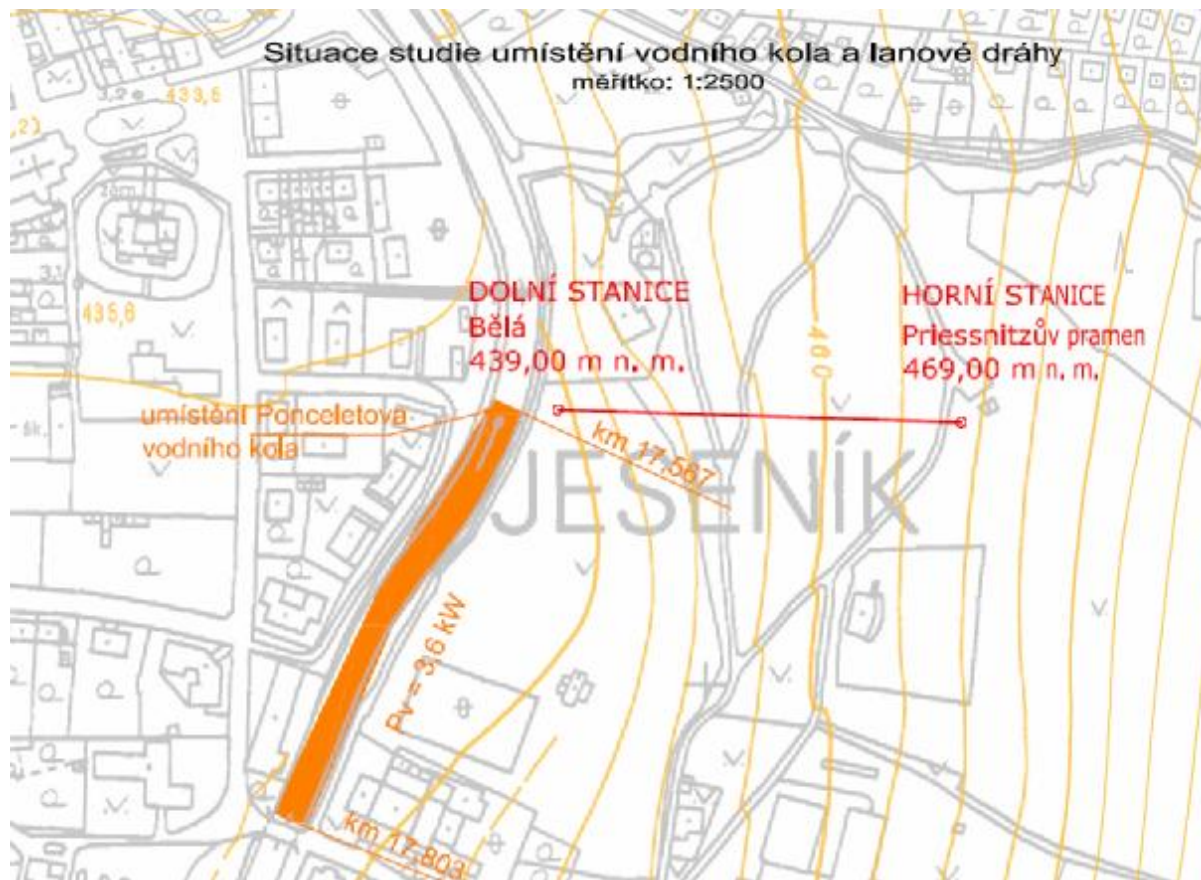 Situace studie umístění vodního kola a lanové dráhy
měřítko: 1:2500
433,6
435,6
DOLNÍ STANICE
Bělá
439,00 m n. m.
HORNÍ STANICE
Priessnitzův pramen
469,00 m n. m.
460
umístění Ponceletova
vodního kola
km 17,567
JESENÍK
Pv = 3,6 kW
km 17,803